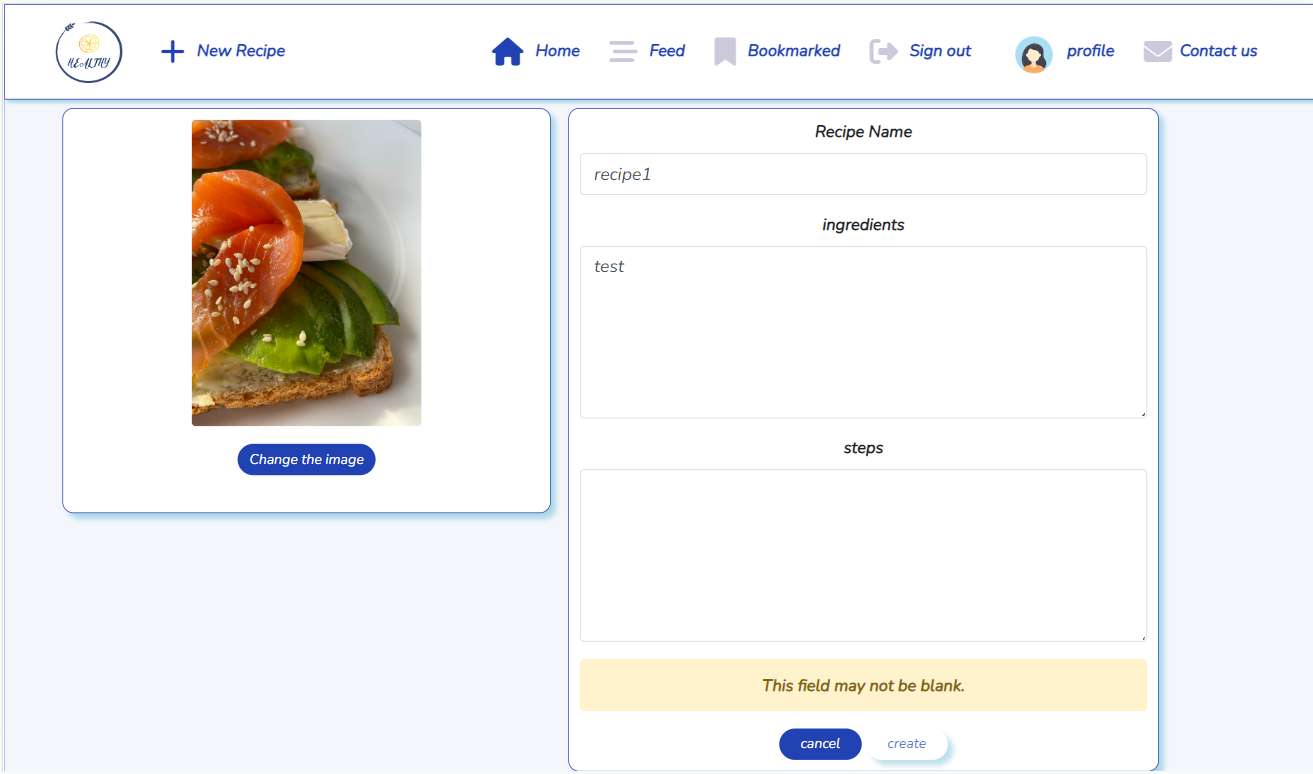 HEALTHY
New Recipe
Home
Feed
Bookmarked
Sign out
profile
Contact us
Change the image
Recipe Name
recipe1
ingredients
test
steps
This field may not be blank.
cancel
create